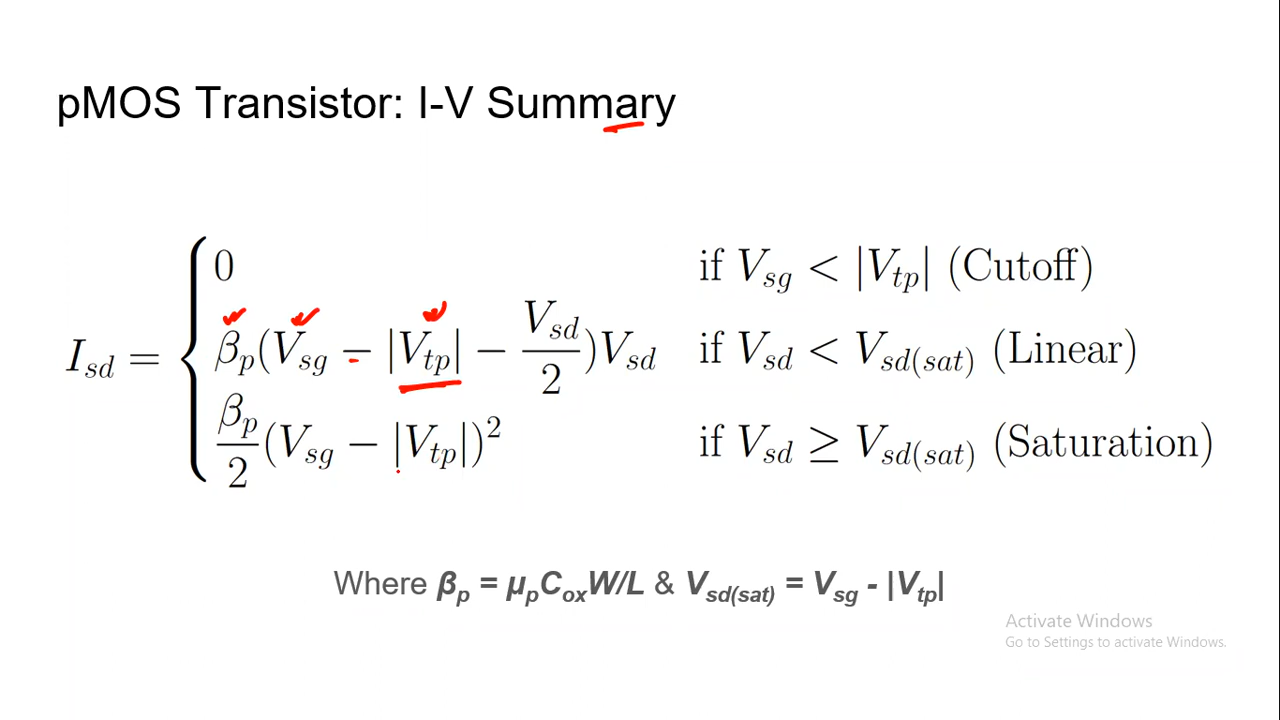 pMOS Transistor: I-V Summary
0 if V_sg < |V_tp| (Cutoff)
I_sd = { β_p(V_sg − |V_tp| − V_sd/2)V_sd if V_sd < V_sd(sat) (Linear)
β_p/2 (V_sg − |V_tp|)² if V_sd ≥ V_sd(sat) (Saturation)
Where β_p = μ_pC_oxW/L & V_sd(sat) = V_sg - |V_tp|
Activate Windows
Go to Settings to activate Windows.